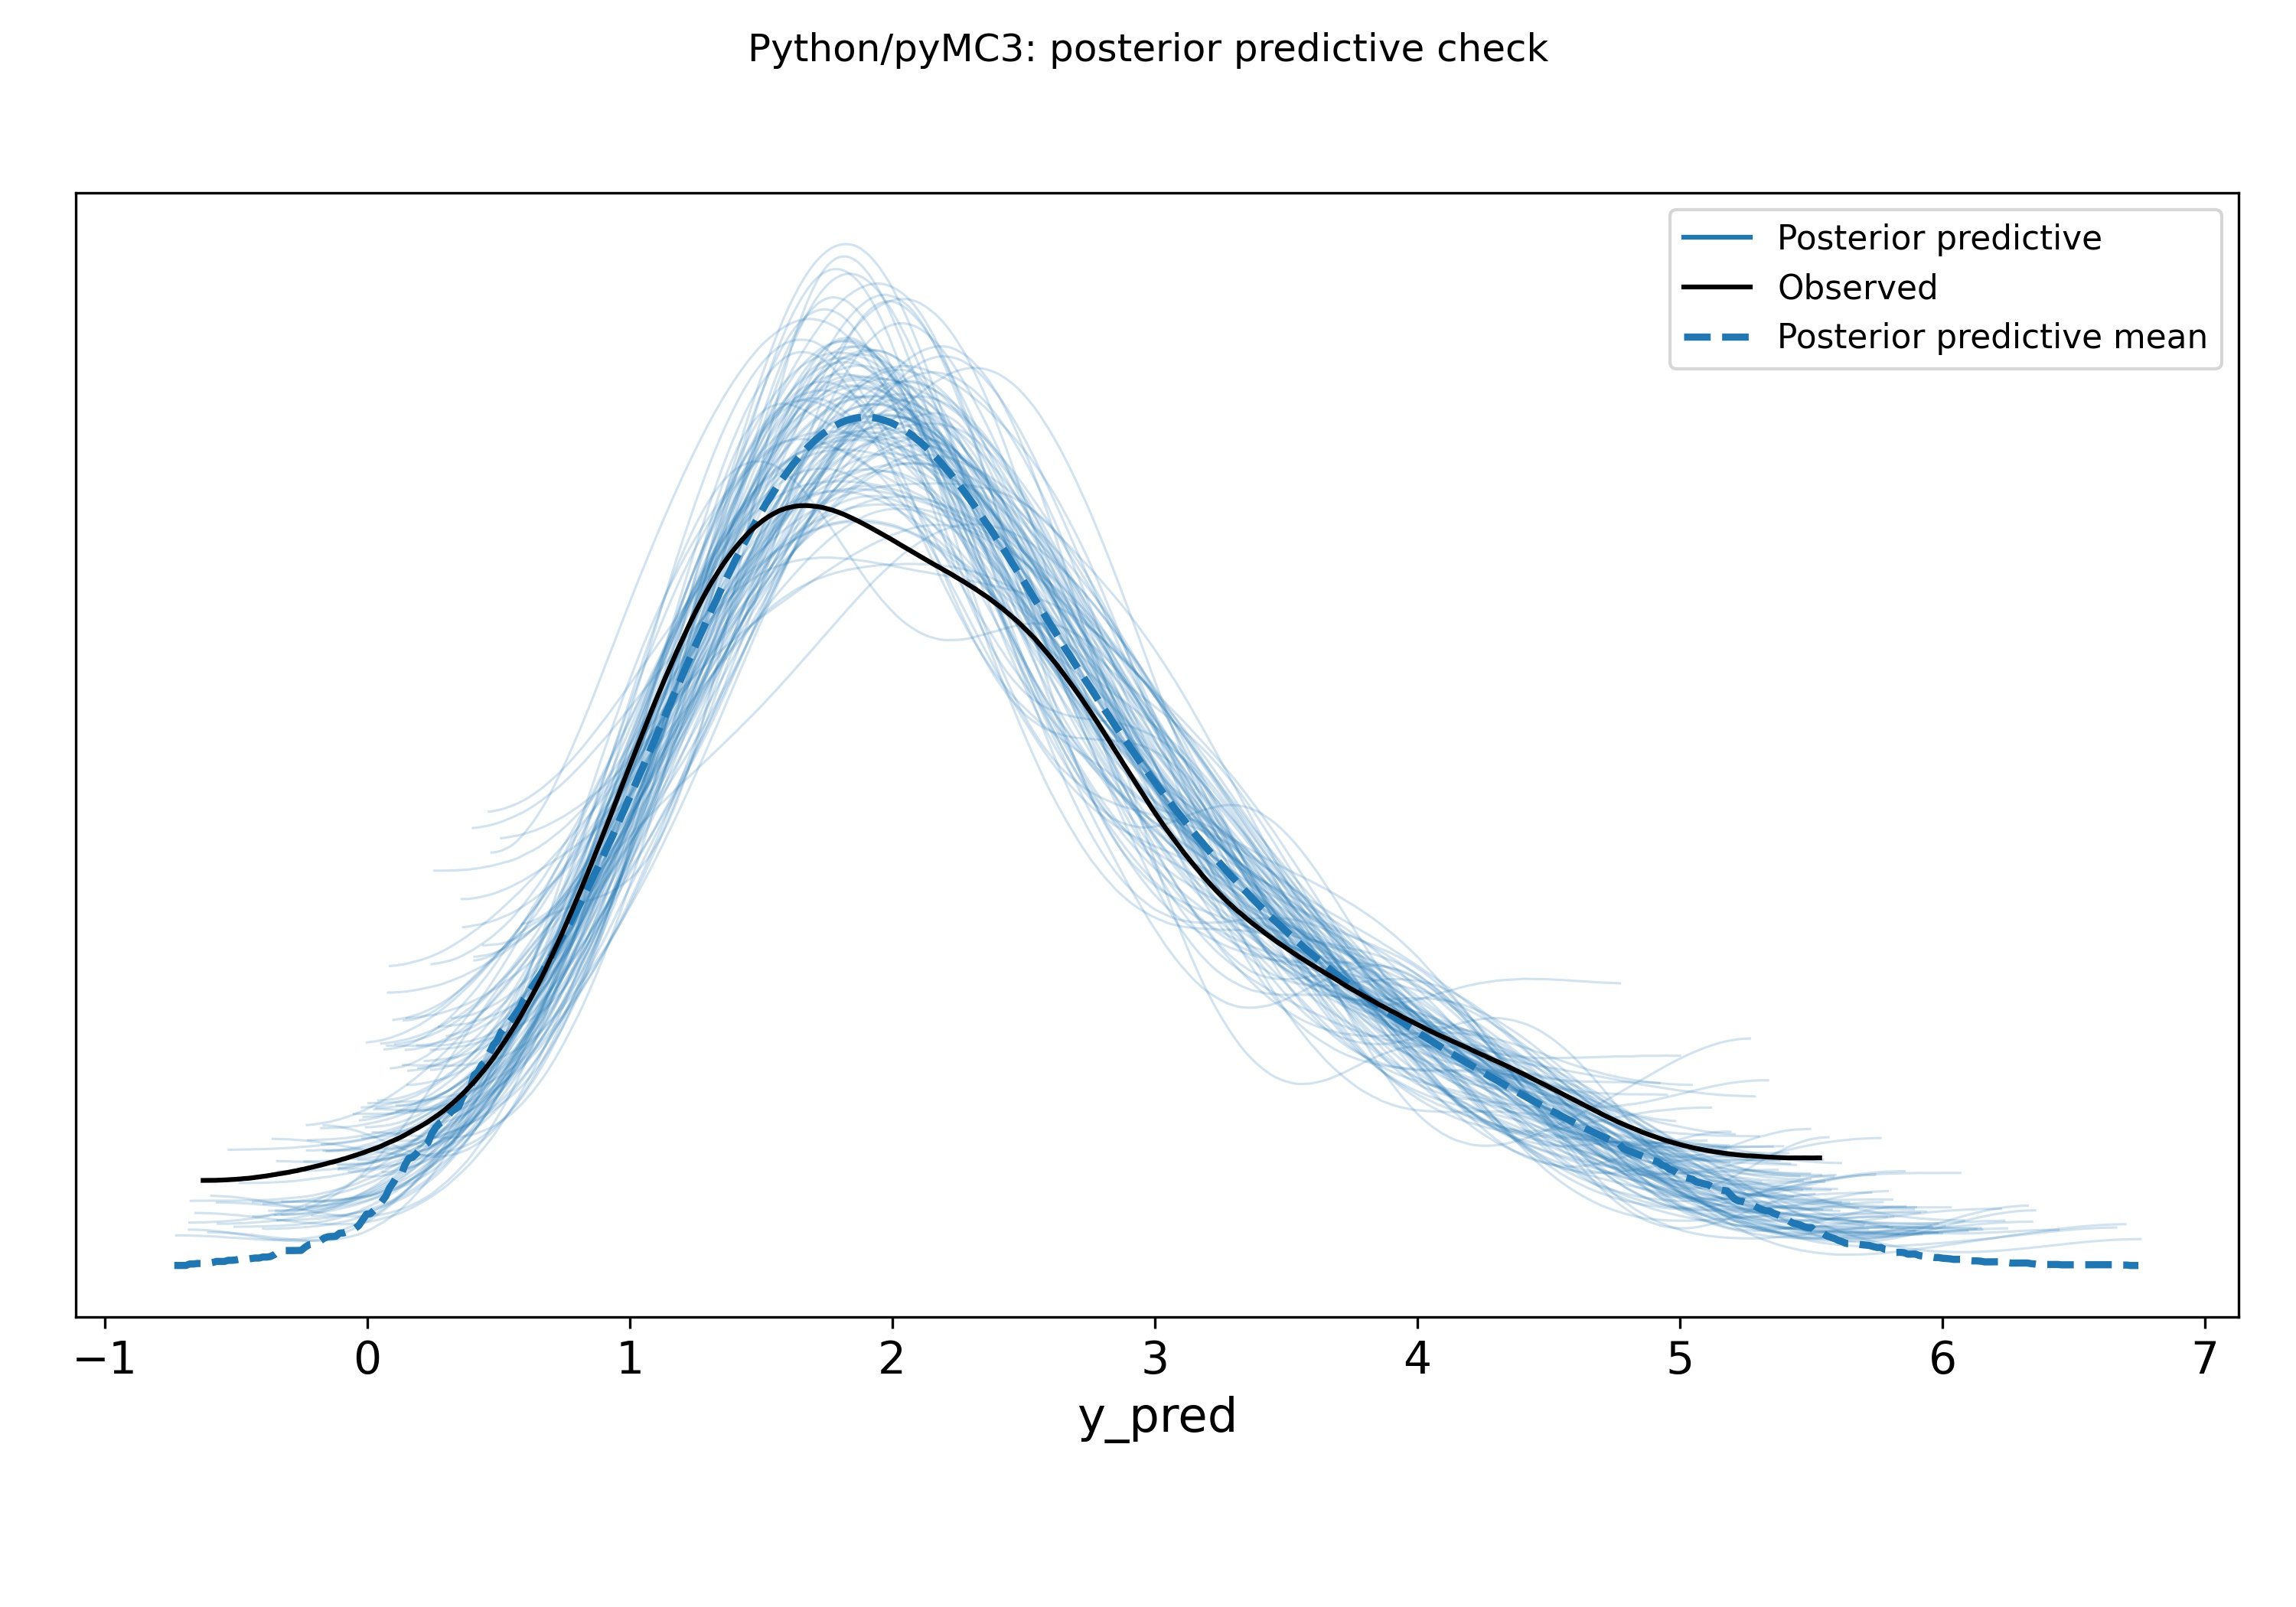 Python/pyMC3: posterior predictive check
Posterior predictive
Observed
Posterior predictive mean
−1 0 1 2 3 4 5 6 7
y_pred